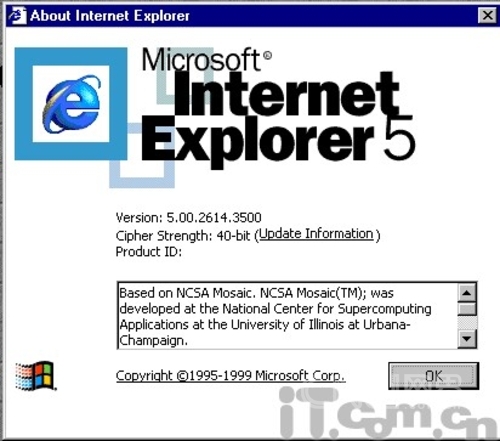 About Internet Explorer
Microsoft®
Internet
Explorer 5
Version: 5.00.2614.3500
Cipher Strength: 40-bit (Update Information )
Product ID:
Based on NCSA Mosaic. NCSA Mosaic(TM); was
developed at the National Center for Supercomputing
Applications at the University of Illinois at Urbana-
Champaign.
Copyright ©1995-1999 Microsoft Corp.
OK
iT.com.cn